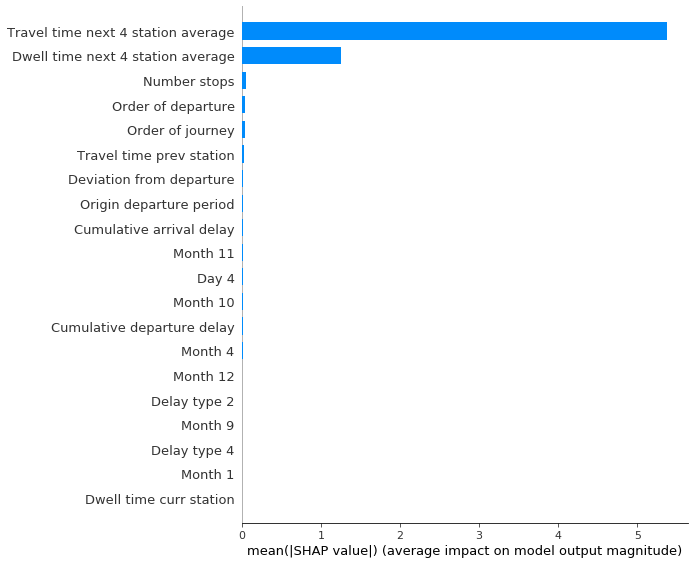 Travel time next 4 station average
Dwell time next 4 station average
Number stops
Order of departure
Order of journey
Travel time prev station
Deviation from departure
Origin departure period
Cumulative arrival delay
Month 11
Day 4
Month 10
Cumulative departure delay
Month 4
Month 12
Delay type 2
Month 9
Delay type 4
Month 1
Dwell time curr station
0 1 2 3 4 5
mean(|SHAP value|) (average impact on model output magnitude)